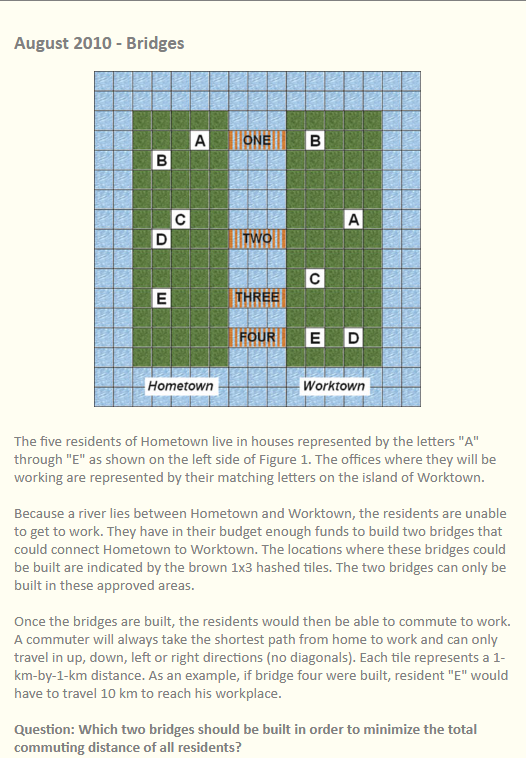 August 2010 - Bridges
A ONE B
B
C A
D TWO
C
E THREE
FOUR E D
Hometown Worktown
The five residents of Hometown live in houses represented by the letters "A"
through "E" as shown on the left side of Figure 1. The offices where they will be
working are represented by their matching letters on the island of Worktown.
Because a river lies between Hometown and Worktown, the residents are unable
to get to work. They have in their budget enough funds to build two bridges that
could connect Hometown to Worktown. The locations where these bridges could
be built are indicated by the brown 1x3 hashed tiles. The two bridges can only be
built in these approved areas.
Once the bridges are built, the residents would then be able to commute to work.
A commuter will always take the shortest path from home to work and can only
travel in up, down, left or right directions (no diagonals). Each tile represents a 1-
km-by-1-km distance. As an example, if bridge four were built, resident "E" would
have to travel 10 km to reach his workplace.
Question: Which two bridges should be built in order to minimize the total
commuting distance of all residents?